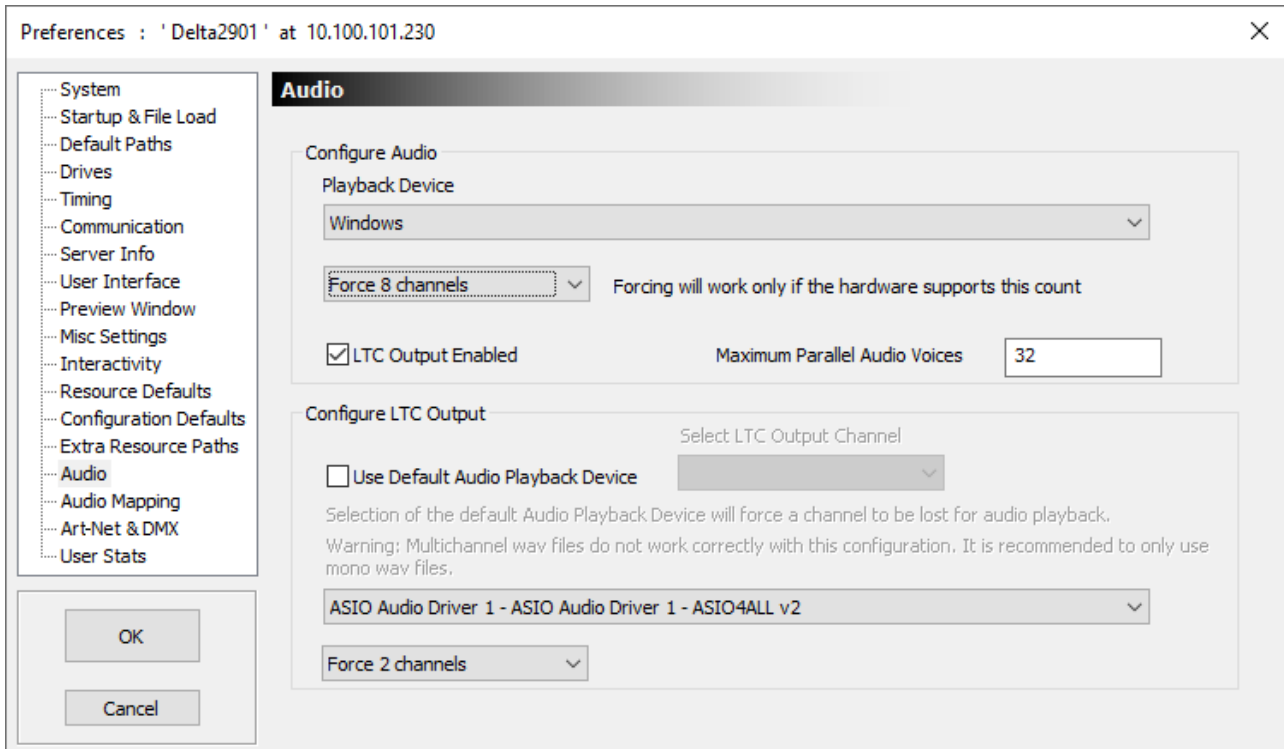 Preferences : 'Delta2901' at 10.100.101.230
System
Startup & File Load
Default Paths
Drives
Timing
Communication
Server Info
User Interface
Preview Window
Misc Settings
Interactivity
Resource Defaults
Configuration Defaults
Extra Resource Paths
Audio
Audio Mapping
Art-Net & DMX
User Stats
OK
Cancel
Audio
Configure Audio
Playback Device
Windows
Force 8 channels
Forcing will work only if the hardware supports this count
LTC Output Enabled
Maximum Parallel Audio Voices
32
Configure LTC Output
Select LTC Output Channel
Use Default Audio Playback Device
Selection of the default Audio Playback Device will force a channel to be lost for audio playback.
Warning: Multichannel wav files do not work correctly with this configuration. It is recommended to only use
mono wav files.
ASIO Audio Driver 1 - ASIO Audio Driver 1 - ASIO4ALL v2
Force 2 channels